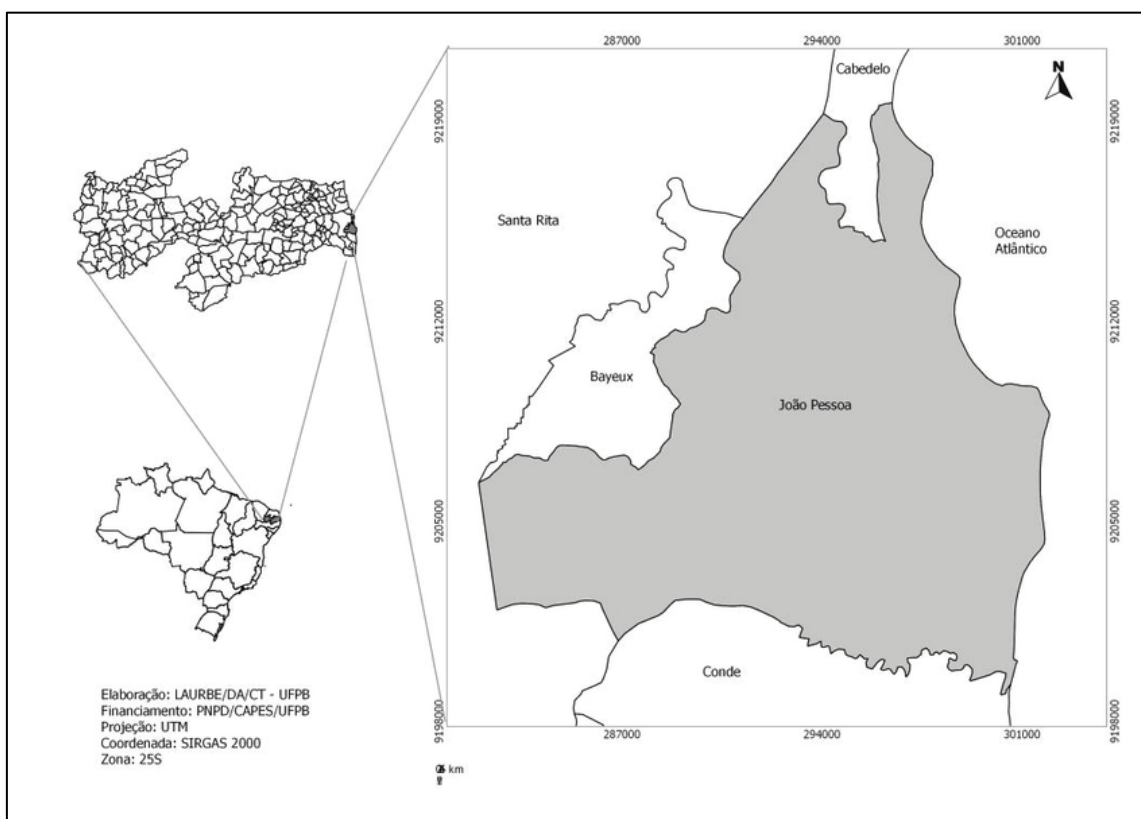 287000
294000
301000
Cabedelo
N
9219000
9219000
Santa Rita
Oceano
Atlântico
9212000
9212000
Bayeux
João Pessoa
9205000
9205000
Conde
Elaboração: LAURBE/DA/CT - UFPB
Financiamento: PNPD/CAPES/UFPB
Projeção: UTM
Coordenada: SIRGAS 2000
Zona: 25S
9198000
9198000
287000
294000
301000
km